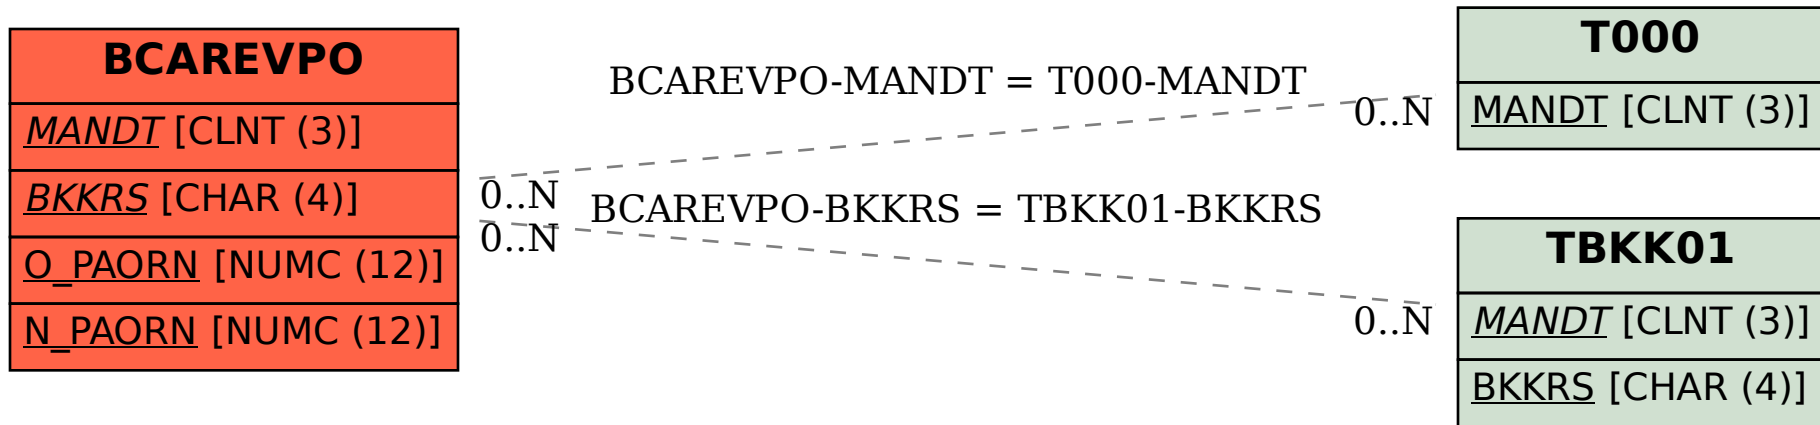 BCAREVPO
MANDT [CLNT (3)]
BKKRS [CHAR (4)]
O_PAORN [NUMC (12)]
N_PAORN [NUMC (12)]
BCAREVPO-MANDT = T000-MANDT
0..N
0..N
BCAREVPO-BKKRS = TBKK01-BKKRS
0..N
0..N
T000
MANDT [CLNT (3)]
TBKK01
MANDT [CLNT (3)]
BKKRS [CHAR (4)]